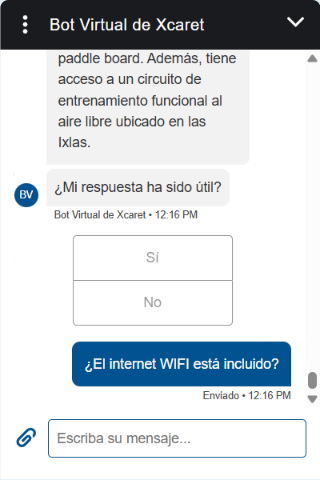 Bot Virtual de Xcaret
paddle board. Además, tiene
acceso a un circuito de
entrenamiento funcional al
aire libre ubicado en las
Ixlas.
BV
¿Mi respuesta ha sido útil?
Bot Virtual de Xcaret • 12:16 PM
Sí
No
¿El internet WIFI está incluido?
Enviado • 12:16 PM
Escriba su mensaje...